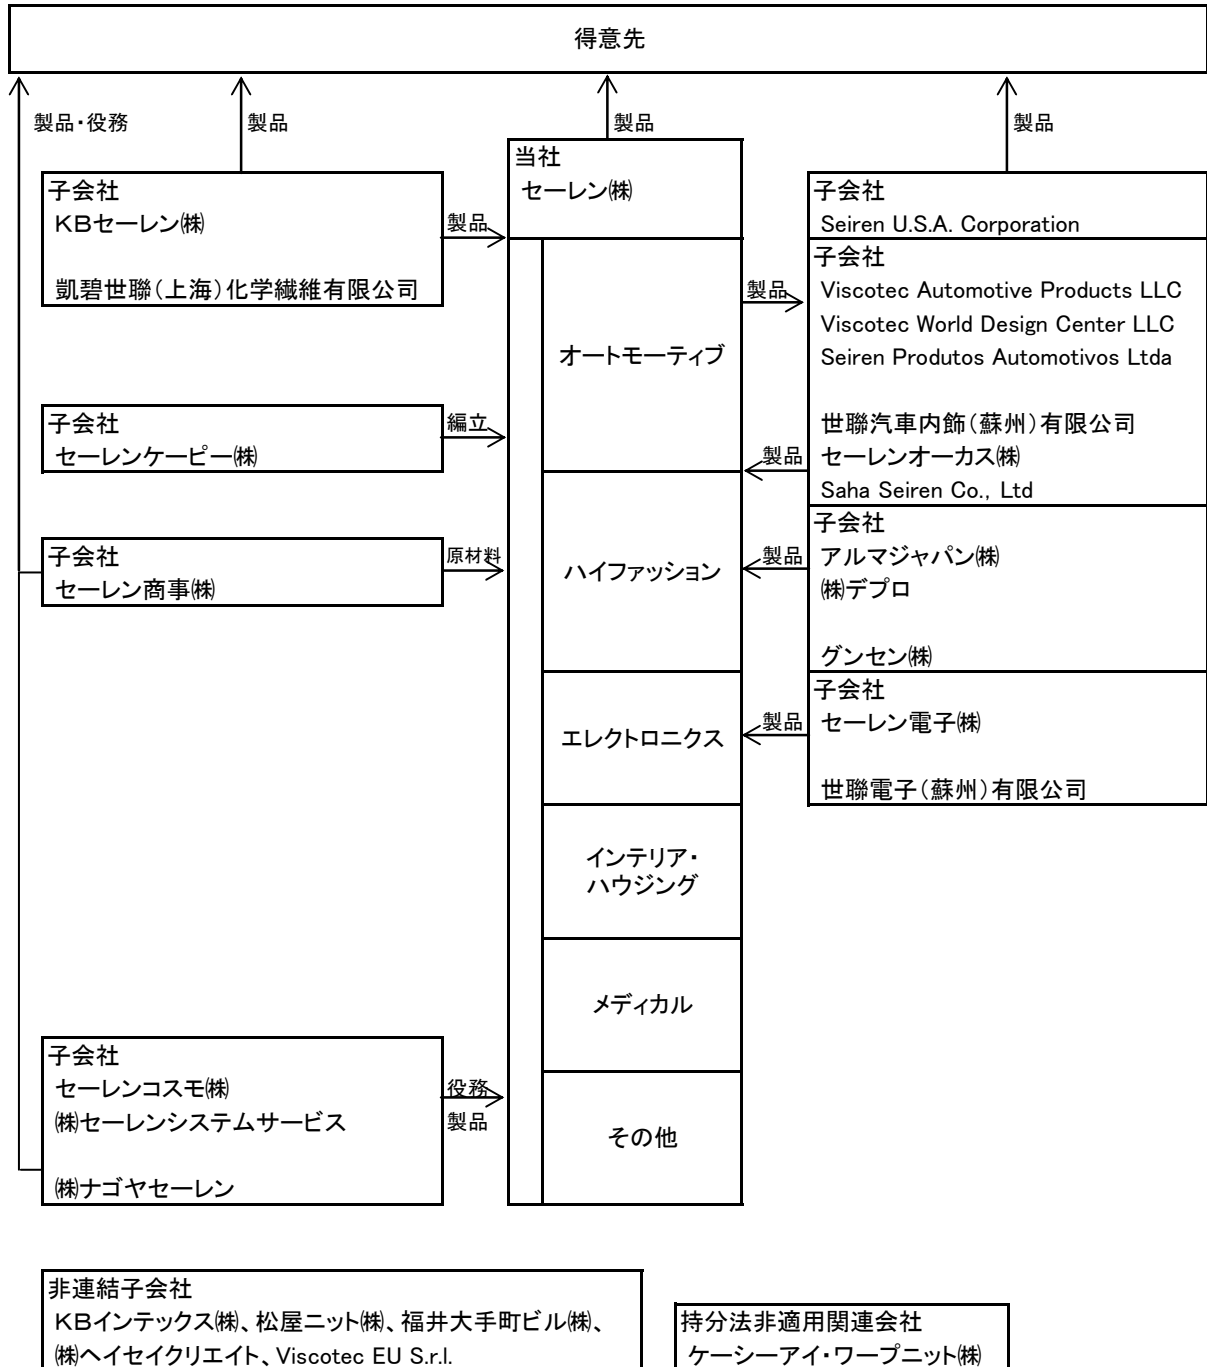 得意先
製品・役務
製品
製品
製品
子会社
KBセーレン㈱
凱碧世聯(上海)化学繊維有限公司
製品
子会社
セーレンケーピー㈱
編立
子会社
セーレン商事㈱
原材料
子会社
セーレンコスモ㈱
㈱セーレンシステムサービス
㈱ナゴヤセーレン
役務
製品
当社
セーレン㈱
オートモーティブ
ハイファッション
エレクトロニクス
インテリア・
ハウジング
メディカル
その他
子会社
Seiren U.S.A. Corporation
製品
子会社
Viscotec Automotive Products LLC
Viscotec World Design Center LLC
Seiren Produtos Automotivos Ltda
世聯汽車内飾(蘇州)有限公司
セーレンオーカス㈱
Saha Seiren Co., Ltd
製品
子会社
アルマジャパン㈱
㈱デプロ
グンセン㈱
製品
子会社
セーレン電子㈱
世聯電子(蘇州)有限公司
製品
非連結子会社
KBインテックス㈱、松屋ニット㈱、福井大手町ビル㈱、
㈱ヘイセイクリエイト、Viscotec EU S.r.l.
持分法非適用関連会社
ケーシーアイ・ワープニット㈱